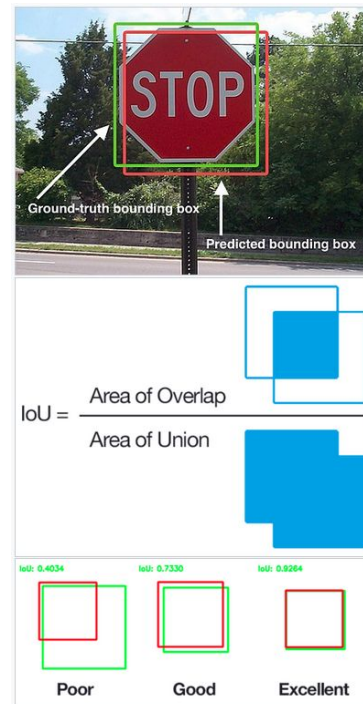 STOP
Ground-truth bounding box
Predicted bounding box
IoU =
Area of Overlap
Area of Union
IoU: 0.4034
IoU: 0.7330
IoU: 0.9264
Poor
Good
Excellent